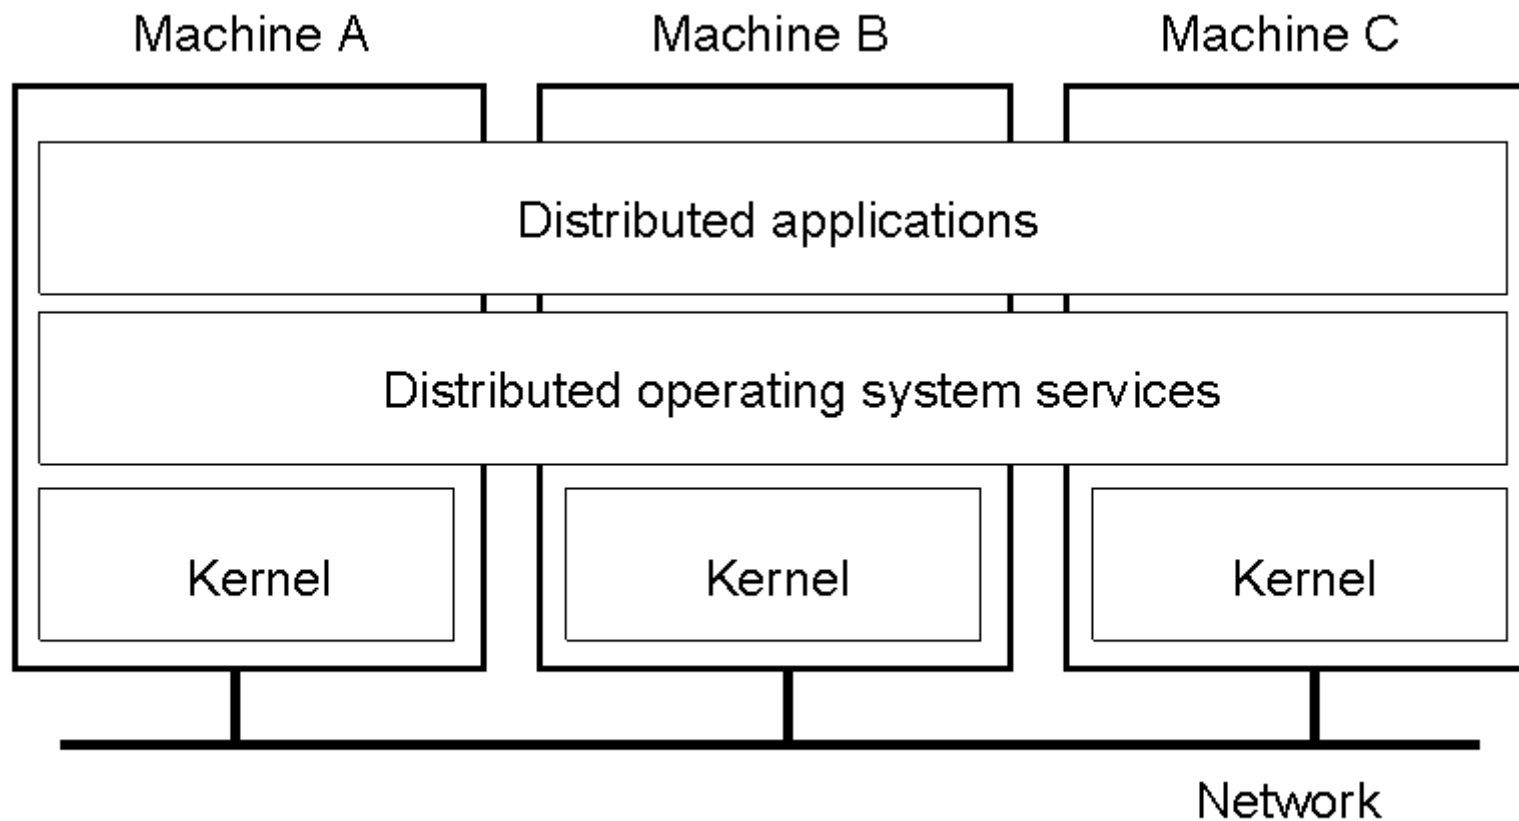 Machine A
Machine B
Machine C
Distributed applications
Distributed operating system services
Kernel
Kernel
Kernel
Network